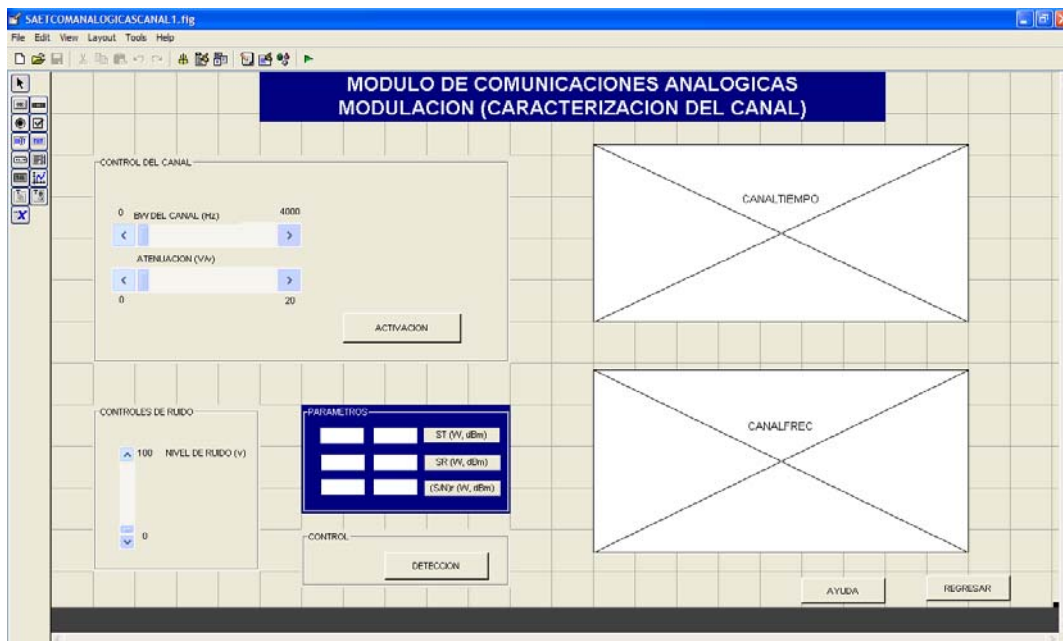 SAETCOMANALOGICASCANAL1.fig
File Edit View Layout Tools Help
MODULO DE COMUNICACIONES ANALOGICAS
MODULACION (CARACTERIZACION DEL CANAL)
CONTROL DEL CANAL
0 BW DEL CANAL (Hz) 4000
ATENUACION (V/v)
0 20
ACTIVACION
CANALTIEMPO
CONTROLES DE RUIDO
100 NIVEL DE RUIDO (v)
0
PARAMETROS
ST (W, dBm)
SR (W, dBm)
(S/N)r (W, dBm)
CONTROL
DETECCION
CANALFREC
AYUDA
REGRESAR